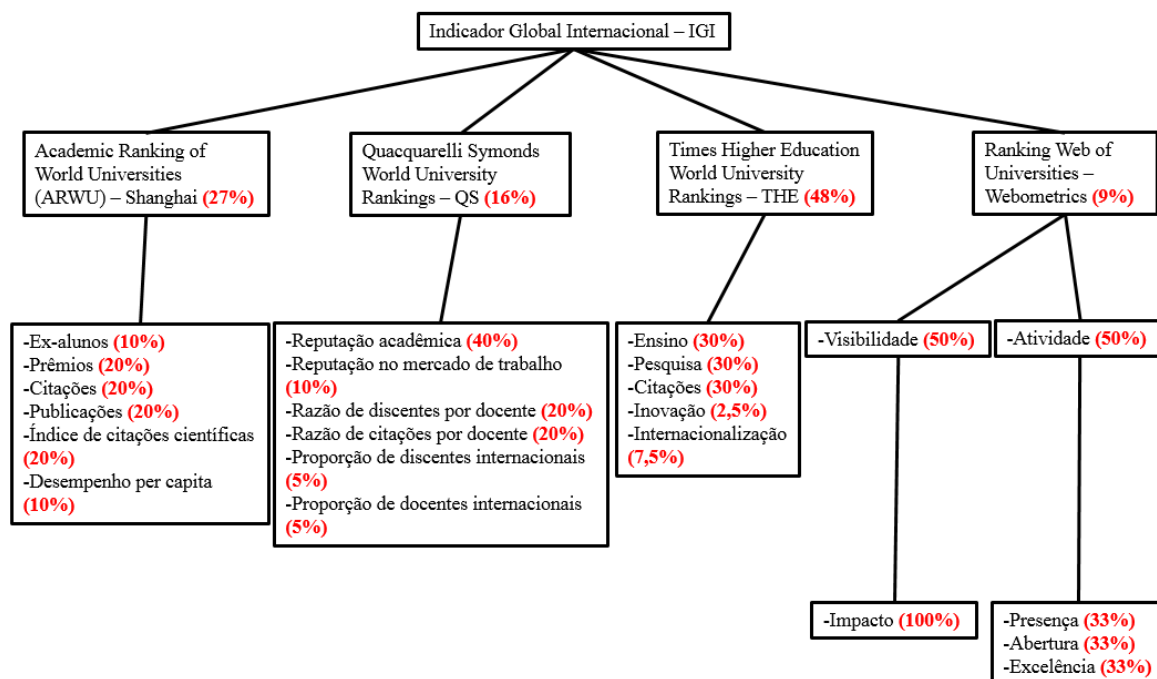 Indicador Global Internacional – IGI
Academic Ranking of
World Universities
(ARWU) – Shanghai (27%)
Quacquarelli Symonds
World University
Rankings – QS (16%)
Times Higher Education
World University
Rankings – THE (48%)
Ranking Web of
Universities –
Webometrics (9%)
-Ex-alunos (10%)
-Prêmios (20%)
-Citações (20%)
-Publicações (20%)
-Índice de citações científicas
(20%)
-Desempenho per capita
(10%)
-Reputação acadêmica (40%)
-Reputação no mercado de trabalho
(10%)
-Razão de discentes por docente (20%)
-Razão de citações por docente (20%)
-Proporção de discentes internacionais
(5%)
-Proporção de docentes internacionais
(5%)
-Ensino (30%)
-Pesquisa (30%)
-Citações (30%)
-Inovação (2,5%)
-Internacionalização
(7,5%)
-Visibilidade (50%)
-Atividade (50%)
-Impacto (100%)
-Presença (33%)
-Abertura (33%)
-Excelência (33%)